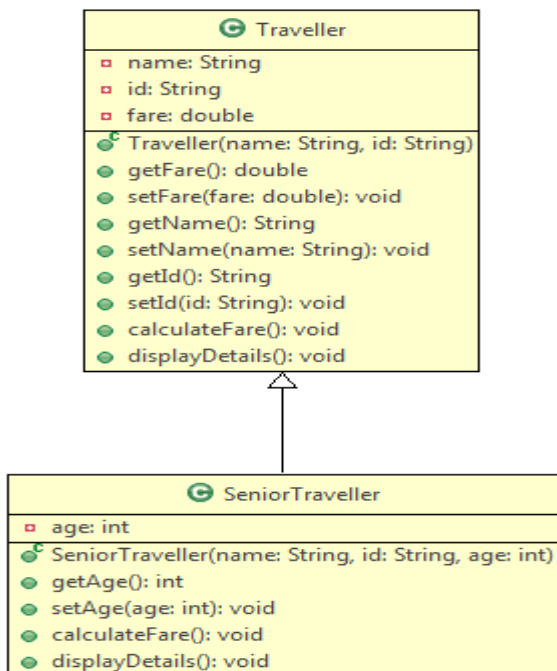 Traveller
name: String
id: String
fare: double
Traveller(name: String, id: String)
getFare(): double
setFare(fare: double): void
getName(): String
setName(name: String): void
getId(): String
setId(id: String): void
calculateFare(): void
displayDetails(): void
SeniorTraveller
age: int
SeniorTraveller(name: String, id: String, age: int)
getAge(): int
setAge(age: int): void
calculateFare(): void
displayDetails(): void